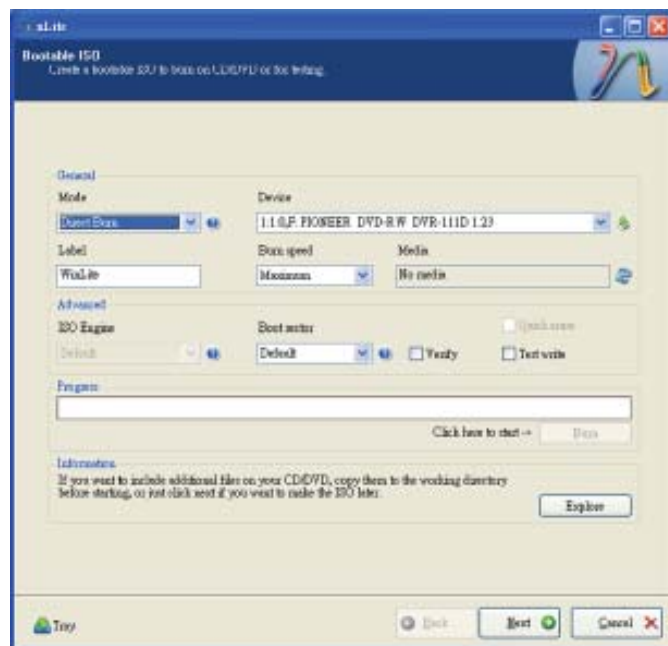 nLite
Bootable ISO
Create a bootable ISO to burn on CD/DVD or for testing.
General
Mode
Device
Direct Burn
1:1:0,F: PIONEER DVD-RW DVR-111D 1.23
Label
Burn speed
Media
WinLite
Maximum
No media
Advanced
ISO Engine
Boot sector
Quick erase
Default
Default
Verify
Test write
Progress
Click here to start→
Burn
Information
If you want to include additional files on your CD/DVD, copy them to the working directory
before starting, or just click next if you want to make the ISO later.
Explore
Tray
Back
Next
Cancel